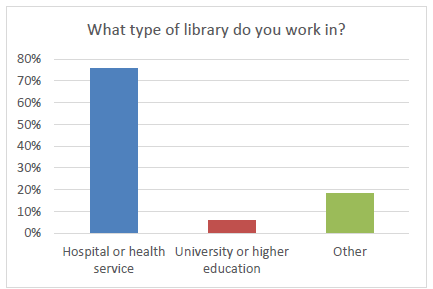 What type of library do you work in?
80%
70%
60%
50%
40%
30%
20%
10%
0%
Hospital or health
service
University or higher
education
Other